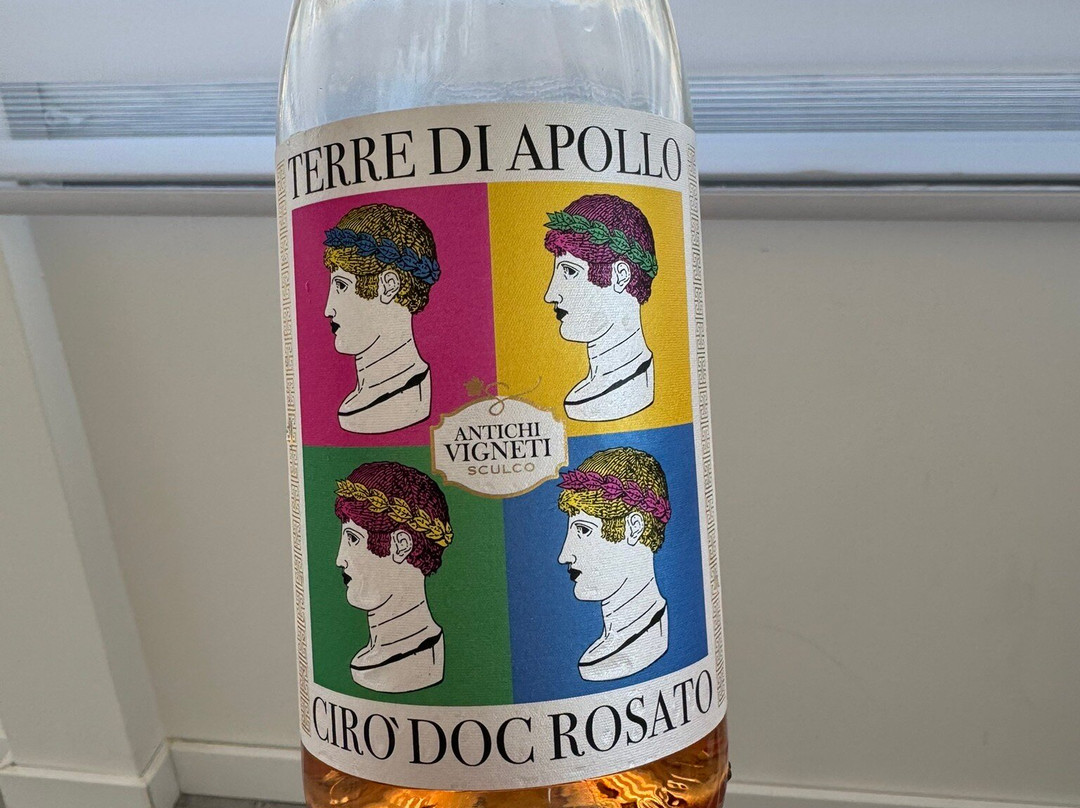 TERRE DI APOLLO
ANTICHI
VIGNETI
SCULCO
CIRO' DOC ROSATO